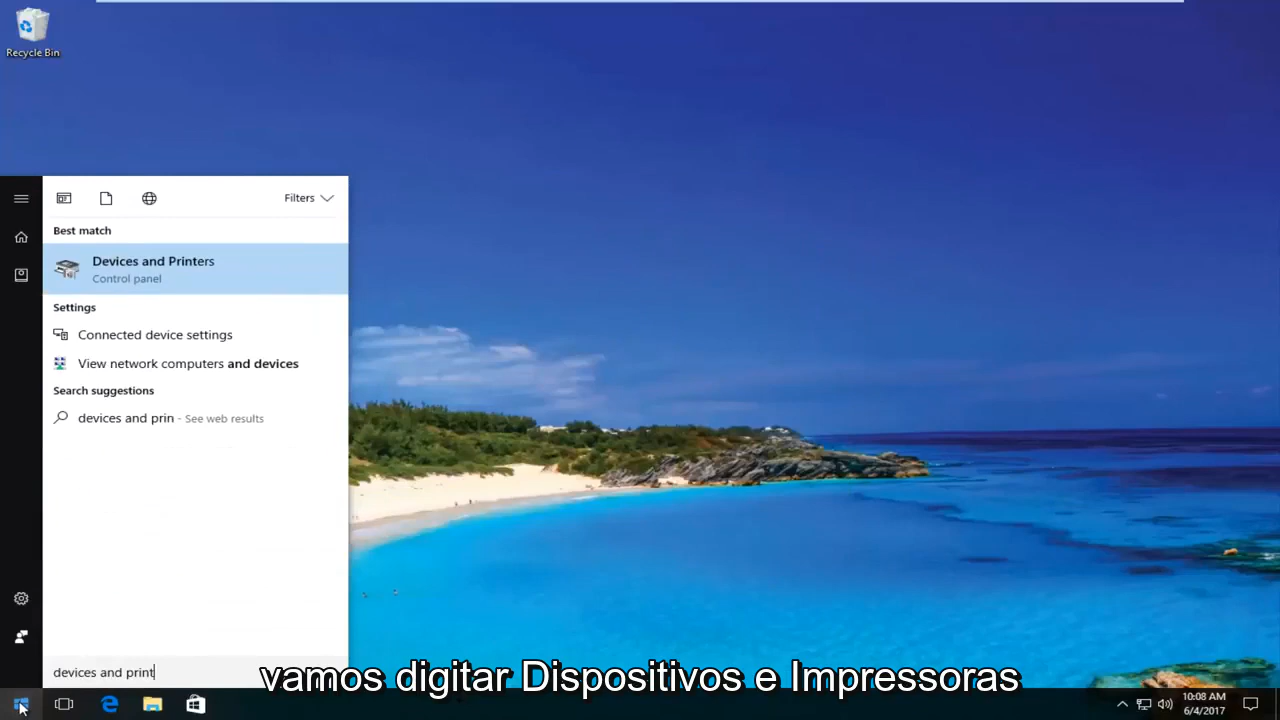 Recycle Bin
Filters
Best match
Devices and Printers
Control panel
Settings
Connected device settings
View network computers and devices
Search suggestions
devices and prin - See web results
devices and print
vamos digitar Dispositivos e Impressoras
10:08 AM
6/4/2017